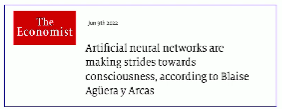 The
Economist
Jun 9th 2022
Artificial neural networks are
making strides towards
consciousness, according to Blaise
Agüera y Arcas